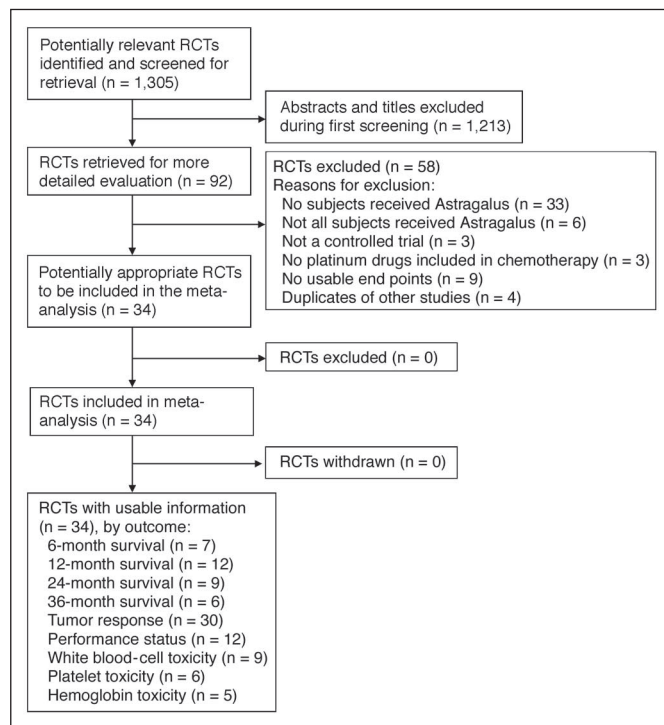 Potentially relevant RCTs
identified and screened for
retrieval (n = 1,305)
Abstracts and titles excluded
during first screening (n = 1,213)
RCTs retrieved for more
detailed evaluation (n = 92)
RCTs excluded (n = 58)
Reasons for exclusion:
No subjects received Astragalus (n = 33)
Not all subjects received Astragalus (n = 6)
Not a controlled trial (n = 3)
No platinum drugs included in chemotherapy (n = 3)
No usable end points (n = 9)
Duplicates of other studies (n = 4)
Potentially appropriate RCTs
to be included in the meta-
analysis (n = 34)
RCTs excluded (n = 0)
RCTs included in meta-
analysis (n = 34)
RCTs withdrawn (n = 0)
RCTs with usable information
(n = 34), by outcome:
6-month survival (n = 7)
12-month survival (n = 12)
24-month survival (n = 9)
36-month survival (n = 6)
Tumor response (n = 30)
Performance status (n = 12)
White blood-cell toxicity (n = 9)
Platelet toxicity (n = 6)
Hemoglobin toxicity (n = 5)